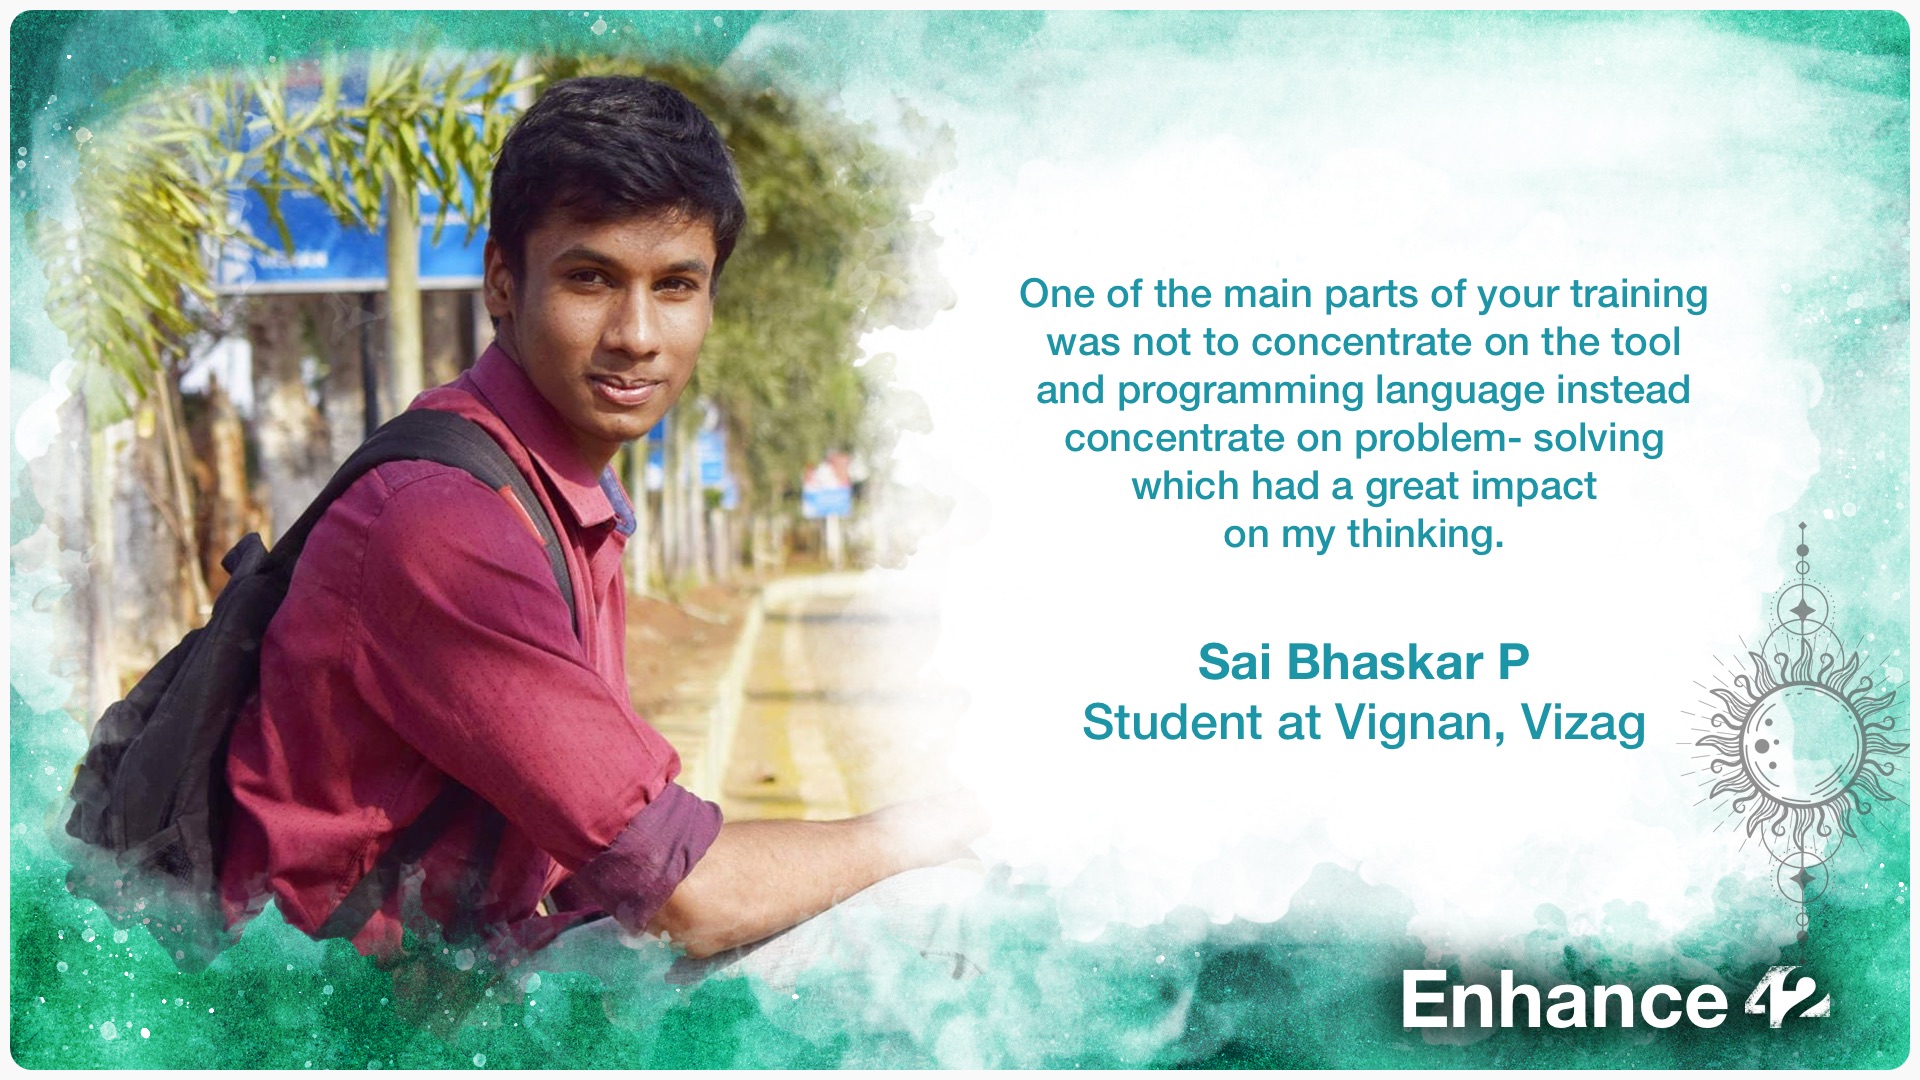 One of the main parts of your training
was not to concentrate on the tool
and programming language instead
concentrate on problem- solving
which had a great impact
on my thinking.
Sai Bhaskar P
Student at Vignan, Vizag
Enhance 42